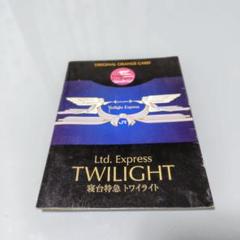 ORIGINAL ORANGE CARD
Twilight Express
Ltd. Express
TWILIGHT
寝台特急 トワイライト